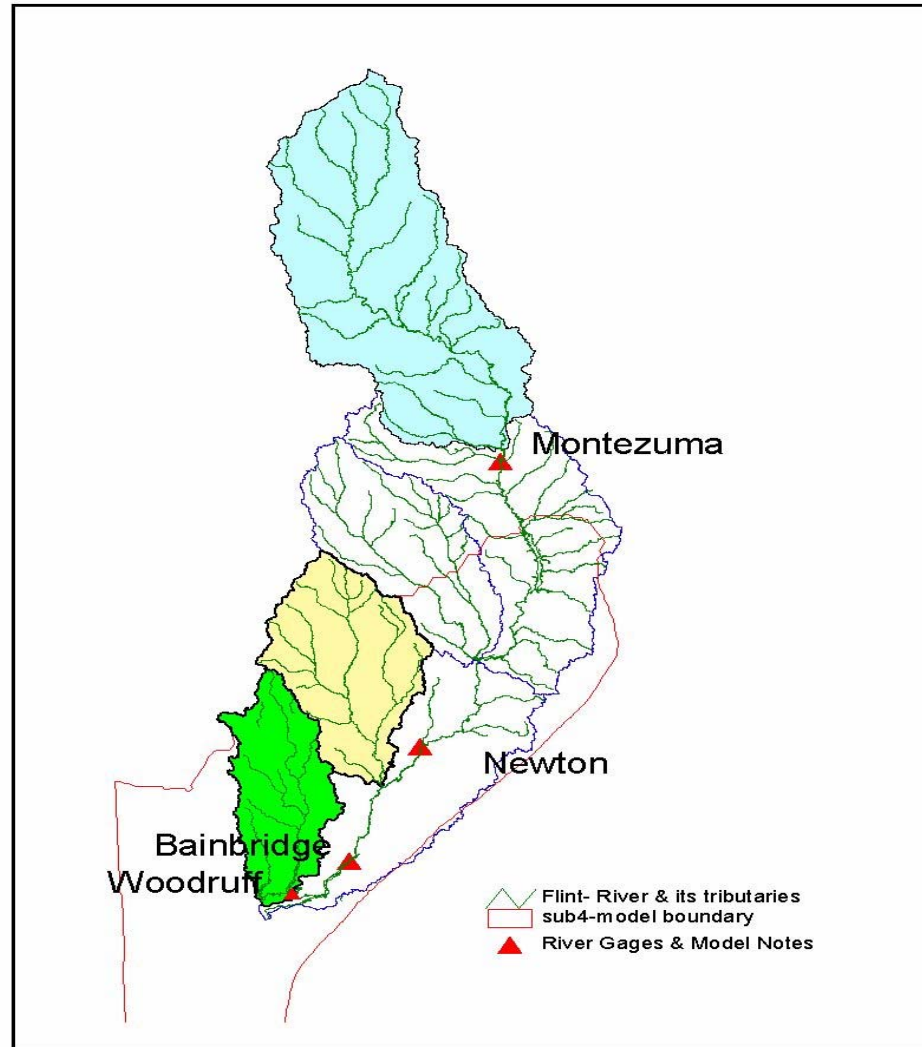 Montezuma
Newton
Bainbridge
Woodruff
Flint- River & its tributaries
sub4-model boundary
River Gages & Model Notes